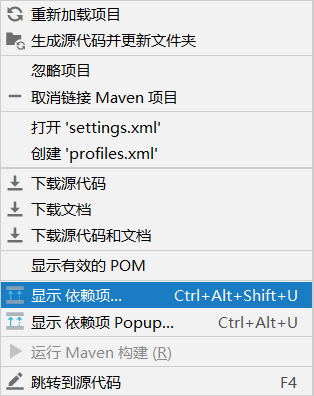 重新加载项目
生成源代码并更新文件夹
忽略项目
取消链接 Maven 项目
打开 'settings.xml'
创建 'profiles.xml'
下载源代码
下载文档
下载源代码和文档
显示有效的 POM
显示 依赖项... Ctrl+Alt+Shift+U
显示 依赖项 Popup... Ctrl+Alt+U
运行 Maven 构建 (R)
跳转到源代码 F4